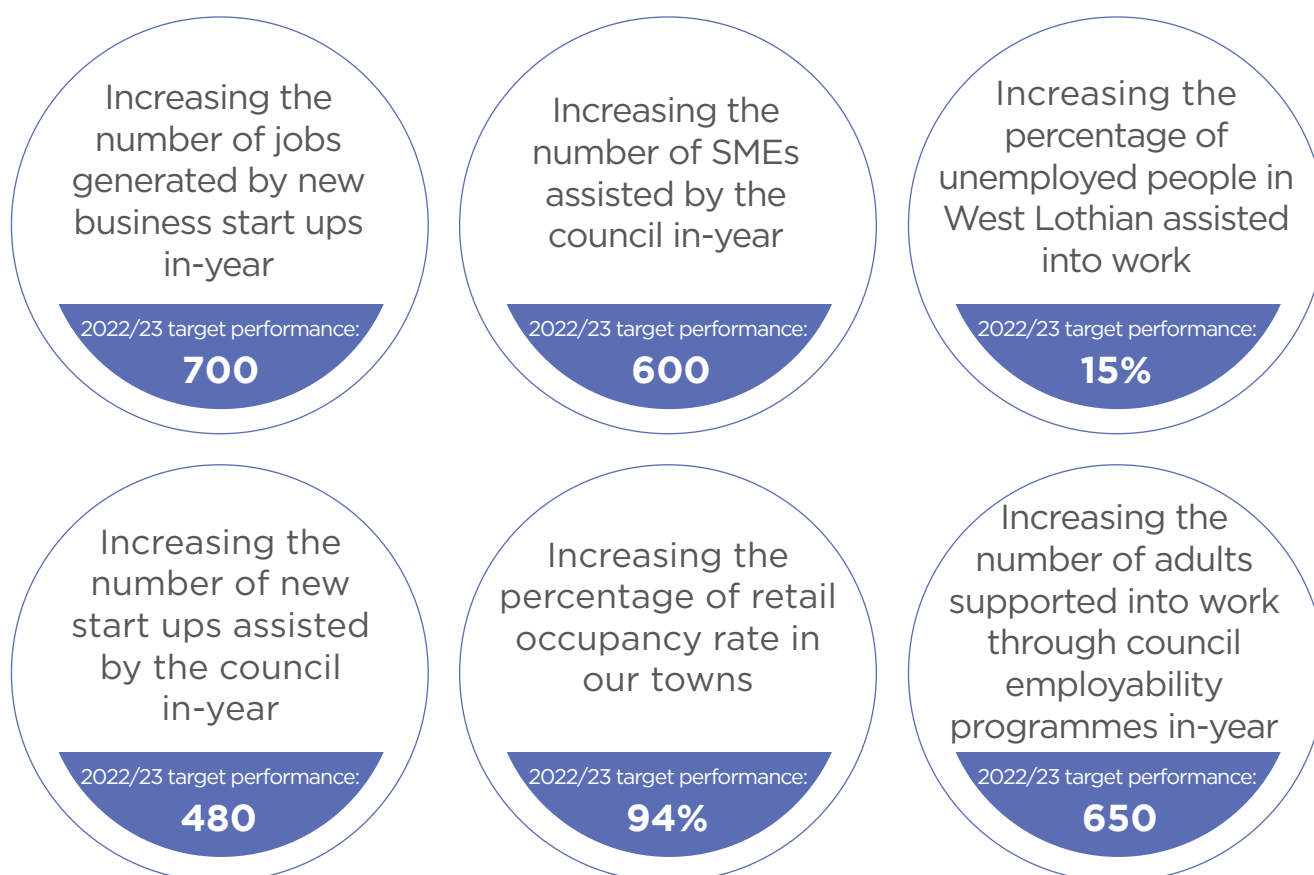 Increasing the
number of jobs
generated by new
business start ups
in-year
2022/23 target performance:
700
Increasing the
number of SMEs
assisted by the
council in-year
2022/23 target performance:
600
Increasing the
percentage of
unemployed people in
West Lothian assisted
into work
2022/23 target performance:
15%
Increasing the
number of new
start ups assisted
by the council
in-year
2022/23 target performance:
480
Increasing the
percentage of retail
occupancy rate in
our towns
2022/23 target performance:
94%
Increasing the
number of adults
supported into work
through council
employability
programmes in-year
2022/23 target performance:
650